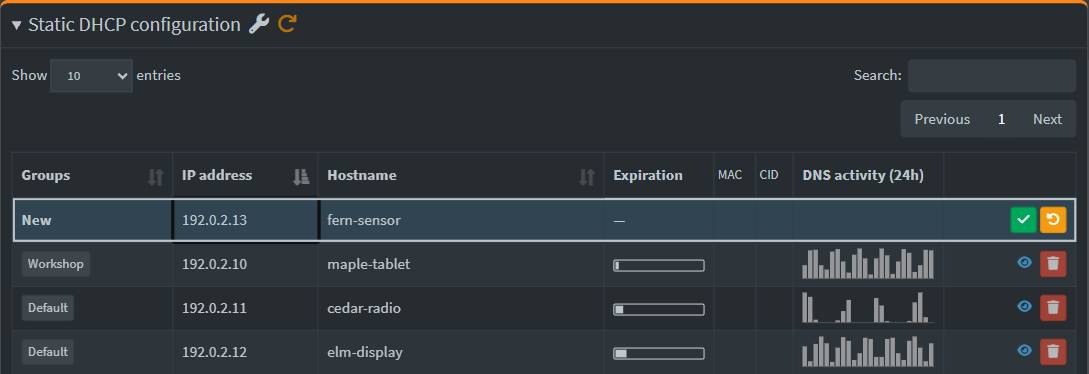 Static DHCP configuration
Show 10 entries Search:
Previous 1 Next
Groups IP address Hostname Expiration MAC CID DNS activity (24h)
New 192.0.2.13 fern-sensor —
Workshop 192.0.2.10 maple-tablet
Default 192.0.2.11 cedar-radio
Default 192.0.2.12 elm-display